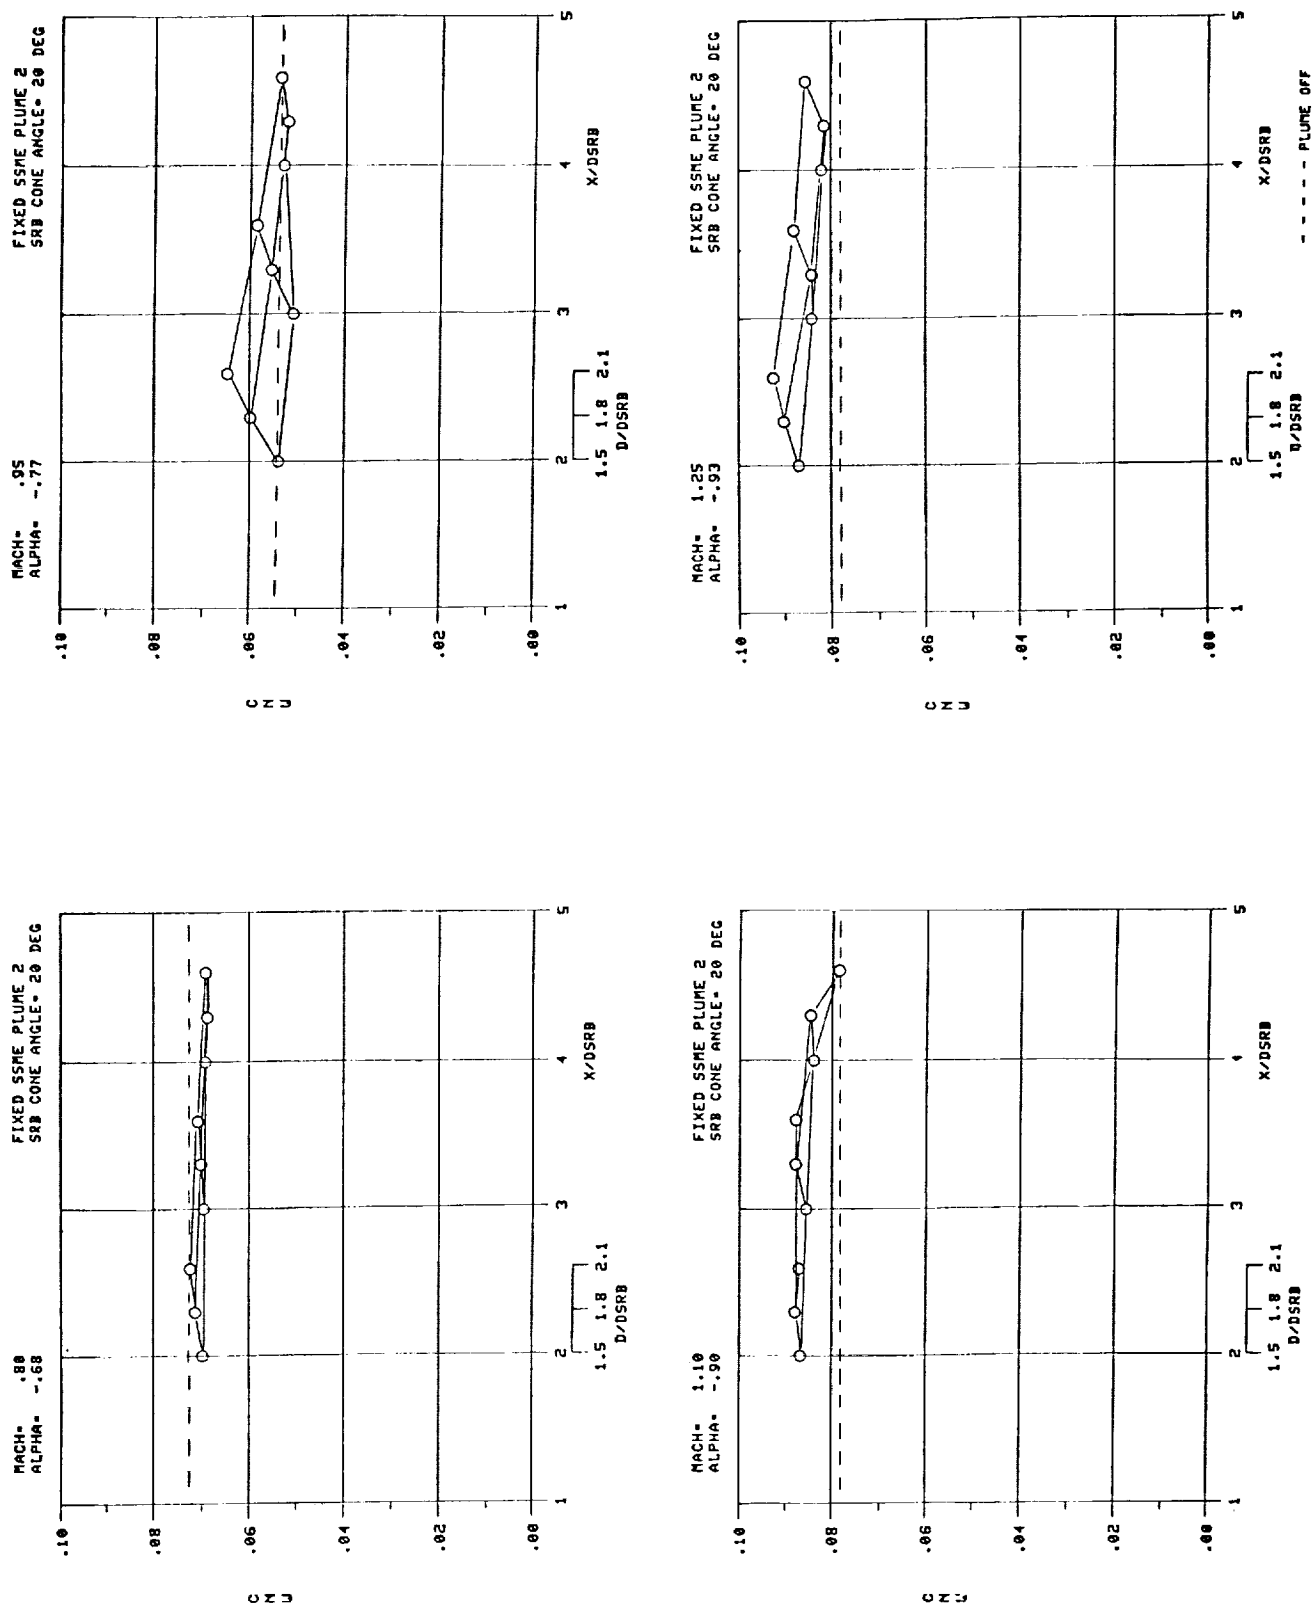 MACH= .80 FIXED SSME PLUME 2
ALPHA= -.68 SRB CONE ANGLE= 20 DEG
.10
.08
.06
.04
.02
.00
C
N
W
1 2 3 4 5
1.5 1.8 2.1 X/DSRB
D/DSRB
MACH= .95 FIXED SSME PLUME 2
ALPHA= -.77 SRB CONE ANGLE= 20 DEG
.10
.08
.06
.04
.02
.00
C
N
W
1 2 3 4 5
1.5 1.8 2.1 X/DSRB
D/DSRB
MACH= 1.10 FIXED SSME PLUME 2
ALPHA= -.90 SRB CONE ANGLE= 20 DEG
.10
.08
.06
.04
.02
.00
C
N
W
1 2 3 4 5
1.5 1.8 2.1 X/DSRB
D/DSRB
MACH= 1.25 FIXED SSME PLUME 2
ALPHA= -.93 SRB CONE ANGLE= 20 DEG
.10
.08
.06
.04
.02
.00
C
N
W
1 2 3 4 5
1.5 1.8 2.1 X/DSRB
D/DSRB
- - - - - PLUME OFF